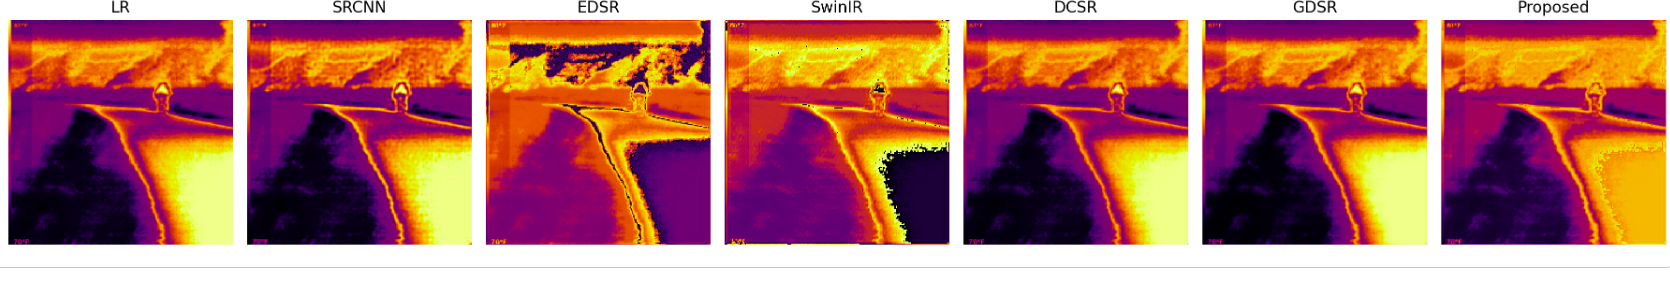 LR SRCNN EDSR SwinIR DCSR GDSR Proposed